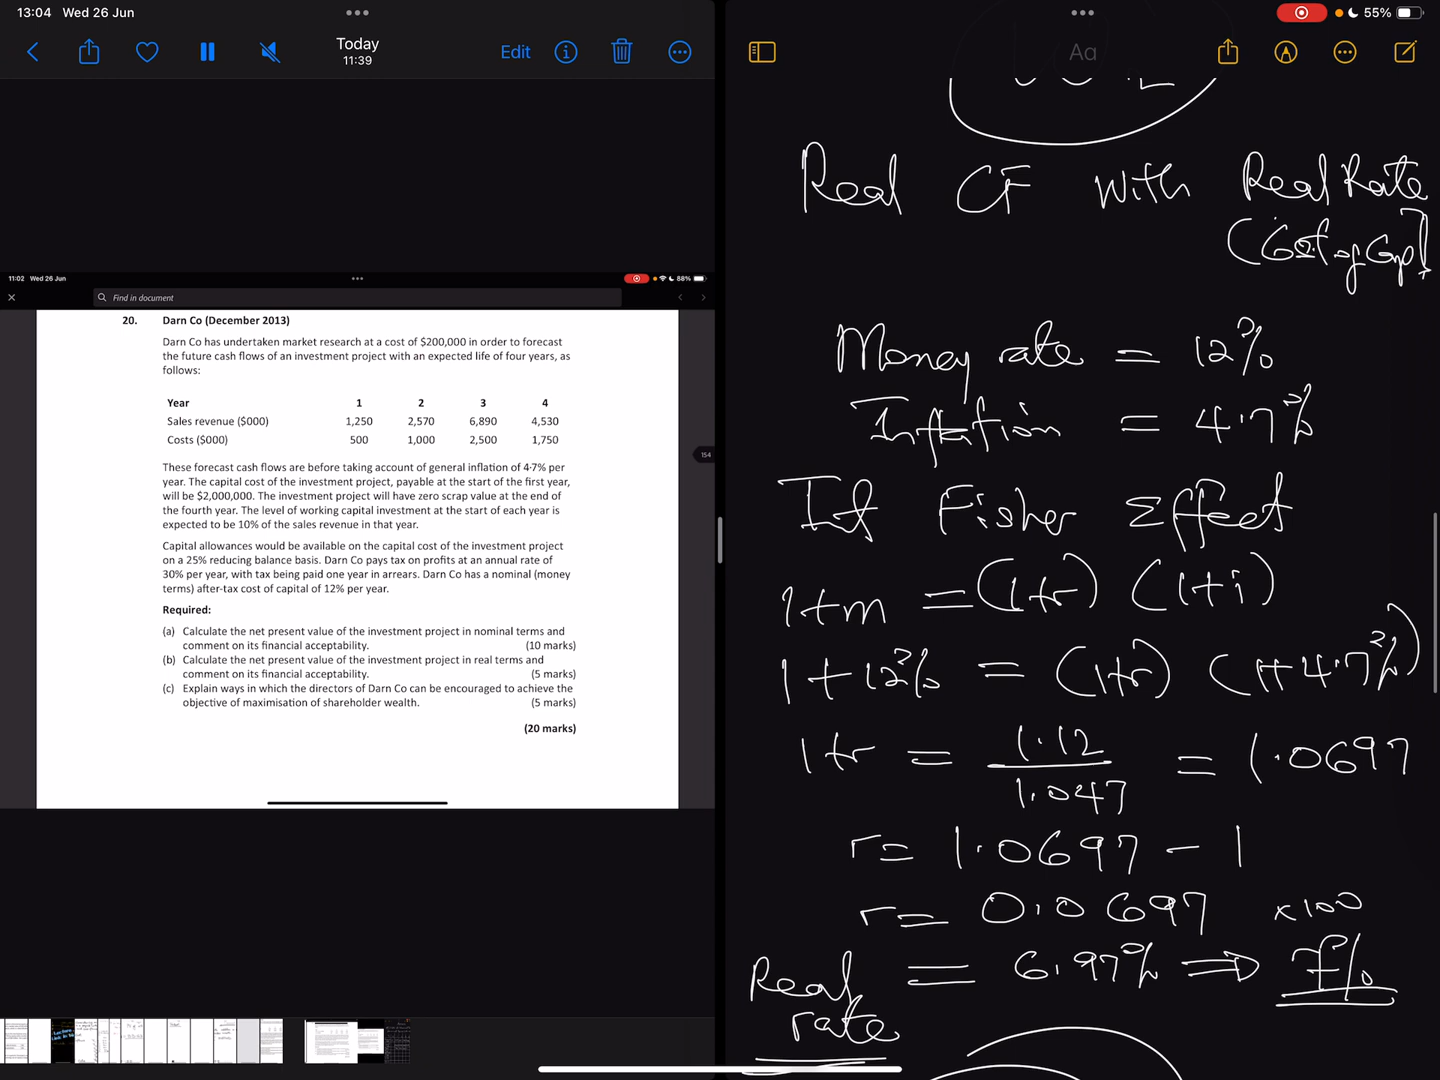 13:04 Wed 26 Jun
55%
Today
11:39
Edit
Aa
11:02 Wed 26 Jun
88%
Find in document
20. Darn Co (December 2013)
Darn Co has undertaken market research at a cost of $200,000 in order to forecast
the future cash flows of an investment project with an expected life of four years, as
follows:
Year 1 2 3 4
Sales revenue ($000) 1,250 2,570 6,890 4,530
Costs ($000) 500 1,000 2,500 1,750
154
These forecast cash flows are before taking account of general inflation of 4·7% per
year. The capital cost of the investment project, payable at the start of the first year,
will be $2,000,000. The investment project will have zero scrap value at the end of
the fourth year. The level of working capital investment at the start of each year is
expected to be 10% of the sales revenue in that year.
Capital allowances would be available on the capital cost of the investment project
on a 25% reducing balance basis. Darn Co pays tax on profits at an annual rate of
30% per year, with tax being paid one year in arrears. Darn Co has a nominal (money
terms) after-tax cost of capital of 12% per year.
Required:
(a) Calculate the net present value of the investment project in nominal terms and
comment on its financial acceptability. (10 marks)
(b) Calculate the net present value of the investment project in real terms and
comment on its financial acceptability. (5 marks)
(c) Explain ways in which the directors of Darn Co can be encouraged to achieve the
objective of maximisation of shareholder wealth. (5 marks)
(20 marks)
Real CF with Real Rate
(Cost of Cap]
Money rate = 12%
Inflation = 4.7%
Fisher Effect
1+m = (1+r) (1+i)
1+12% = (1+r) (1+4.7%)
1+r = 1.12
1.047
= 1.0697
r= 1.0697 - 1
r= 0.0697 x100
Real rate = 6.97% ⇒ 7%